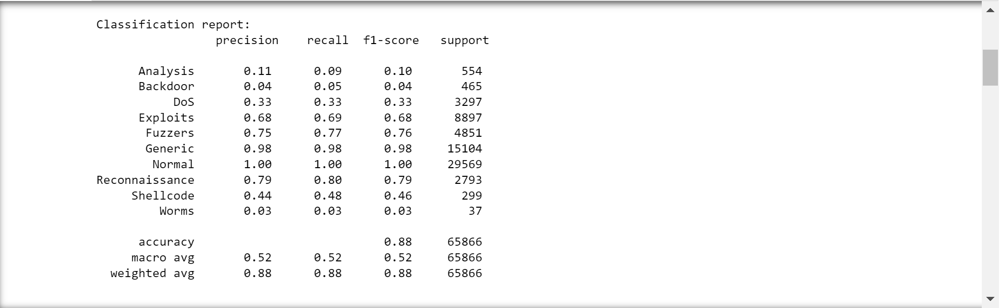 Classification report:
precision recall f1-score support
Analysis 0.11 0.09 0.10 554
Backdoor 0.04 0.05 0.04 465
DoS 0.33 0.33 0.33 3297
Exploits 0.68 0.69 0.68 8897
Fuzzers 0.75 0.77 0.76 4851
Generic 0.98 0.98 0.98 15104
Normal 1.00 1.00 1.00 29569
Reconnaissance 0.79 0.80 0.79 2793
Shellcode 0.44 0.48 0.46 299
Worms 0.03 0.03 0.03 37
accuracy 0.88 65866
macro avg 0.52 0.52 0.52 65866
weighted avg 0.88 0.88 0.88 65866